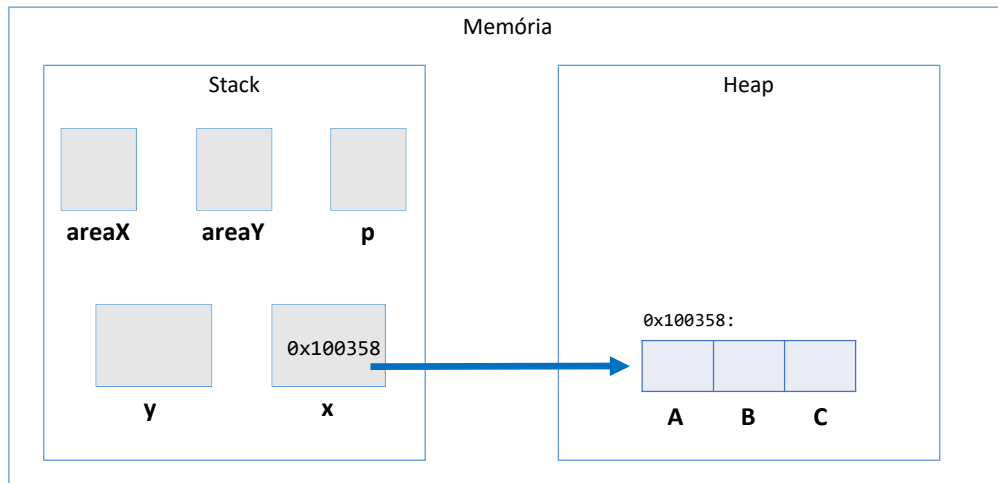 Memória
Stack
Heap
areaX areaY p
0x100358
y x
0x100358:
A B C